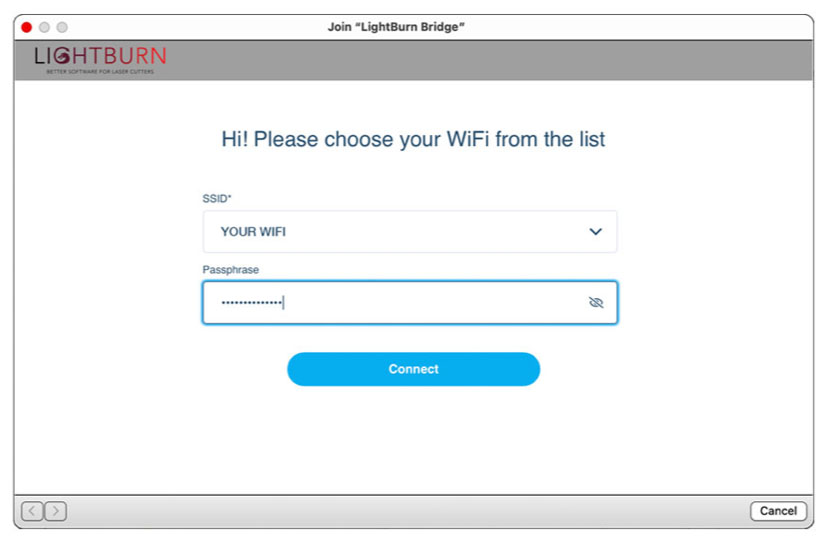 Join “LightBurn Bridge”
LIGHTBURN
BETTER SOFTWARE FOR LASER CUTTERS
Hi! Please choose your WiFi from the list
SSID*
YOUR WIFI
Passphrase
••••••••••••••
Connect
Cancel